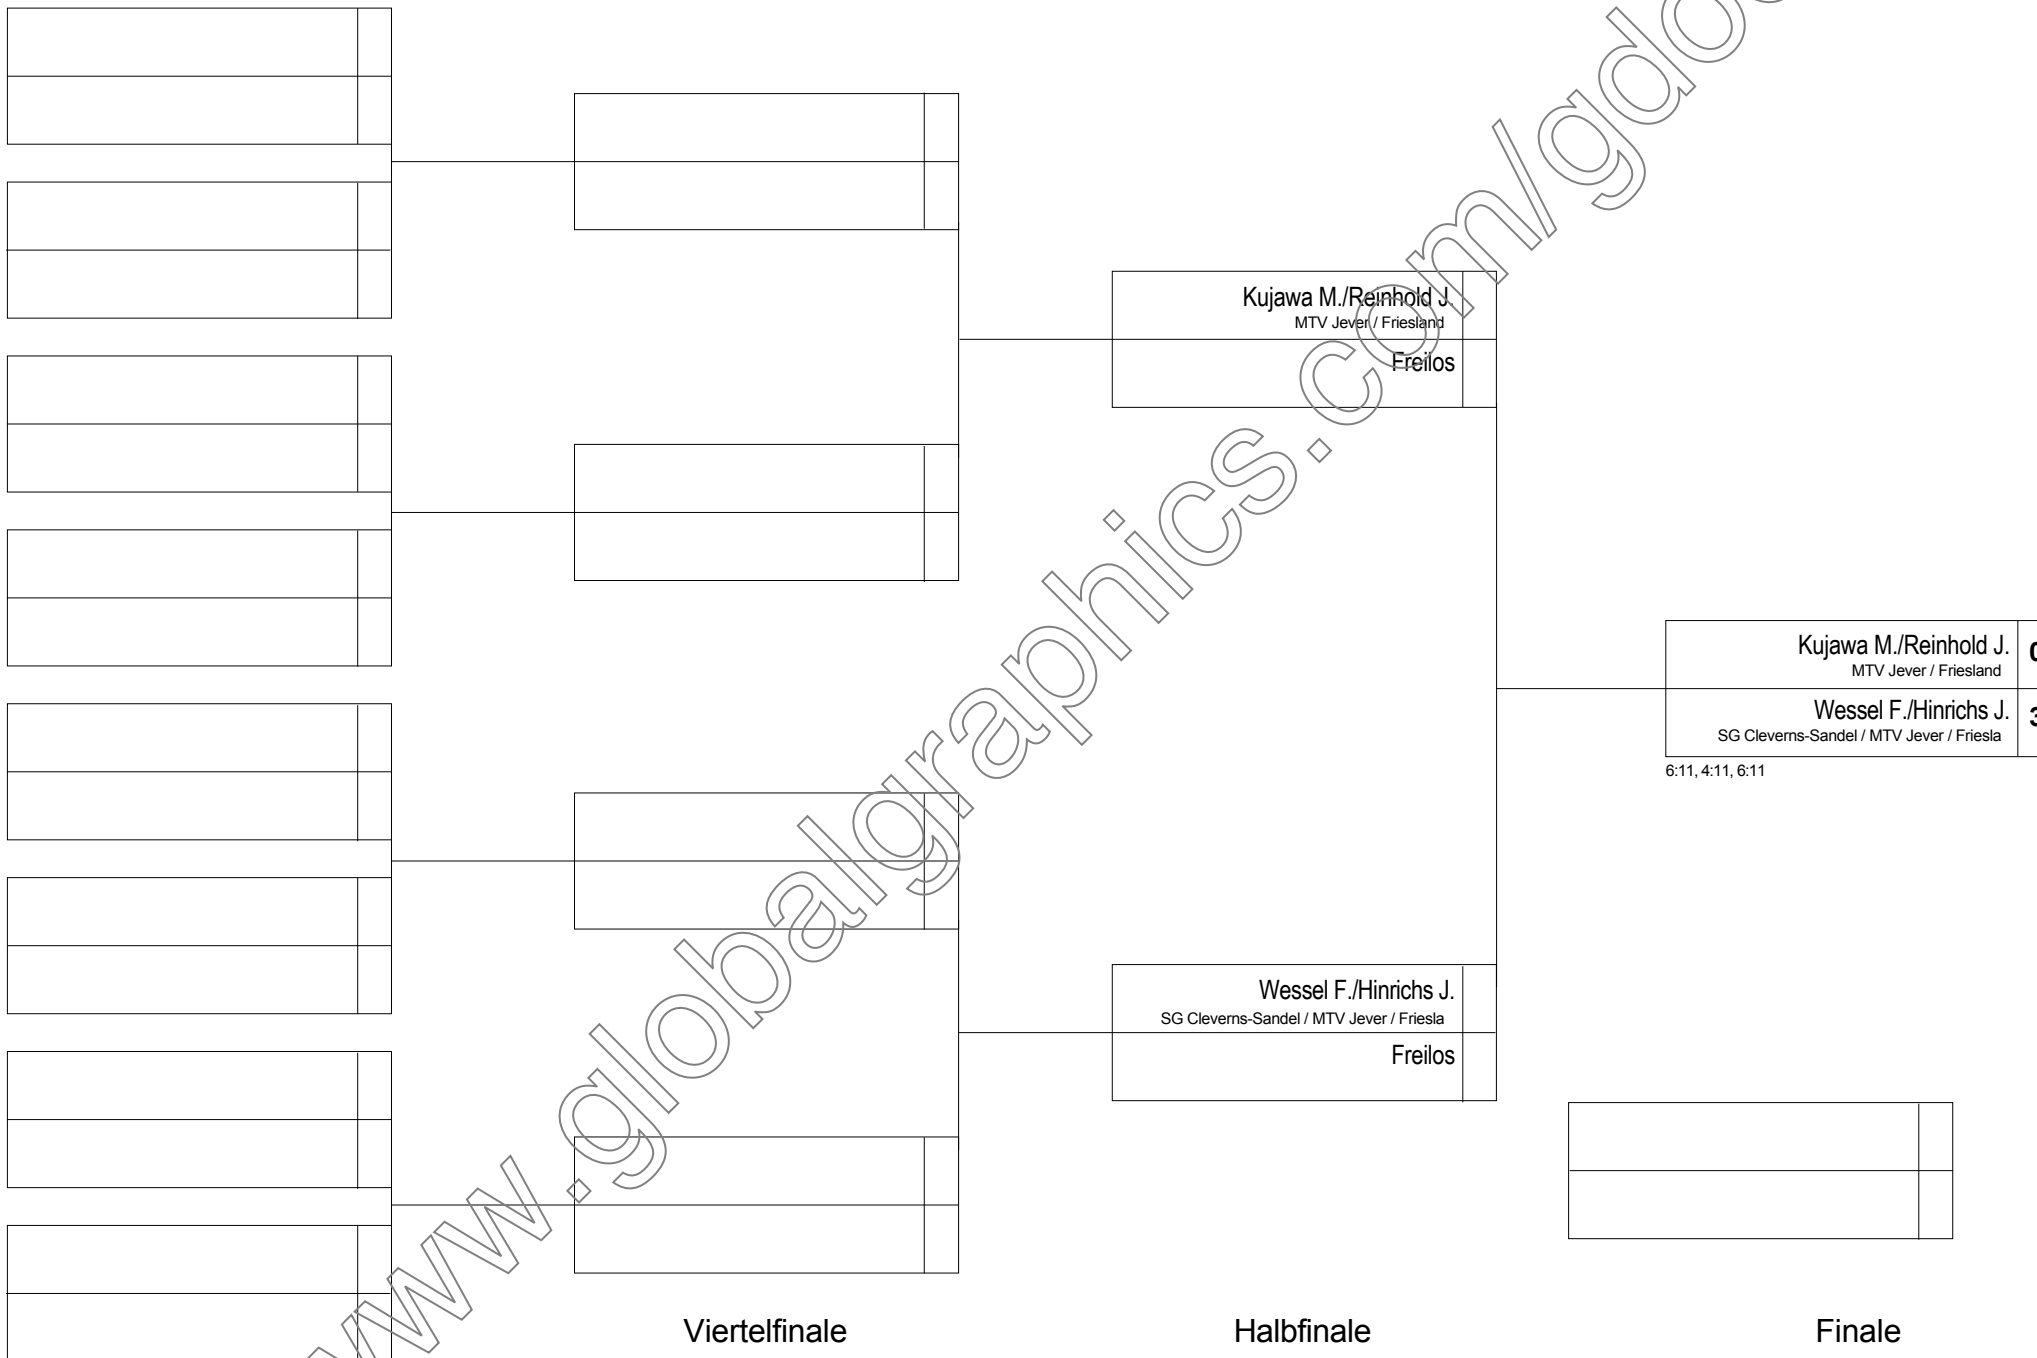 Kujawa M./Reinhold J.
MTV Jever / Friesland
Freilos
Kujawa M./Reinhold J. 0
MTV Jever / Friesland
Wessel F./Hinrichs J. 3
SG Cleverns-Sandel / MTV Jever / Friesla
6:11, 4:11, 6:11
Wessel F./Hinrichs J.
SG Cleverns-Sandel / MTV Jever / Friesla
Freilos
Viertelfinale
Halbfinale
Finale
www.globalgraphics.com/gdo